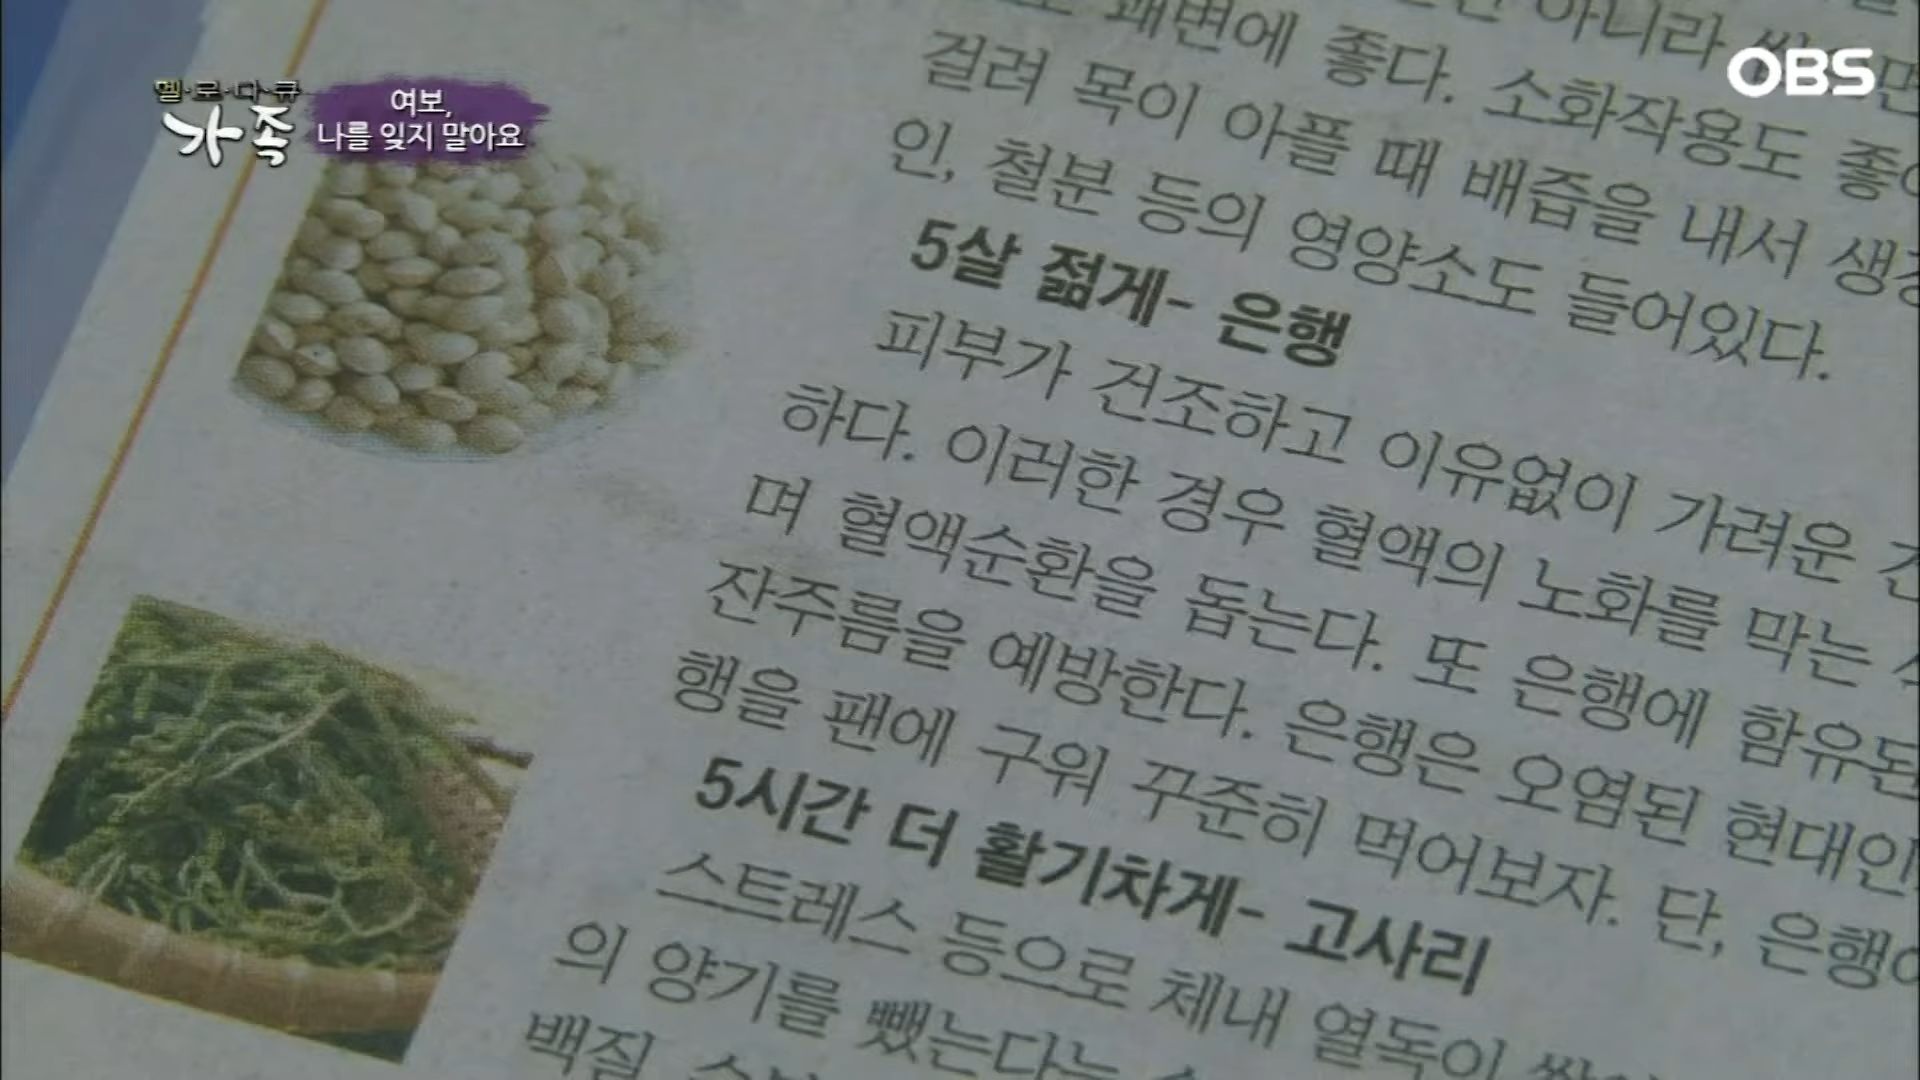 멜·로·다·큐
가족
여보,
나를 잊지 말아요
OBS
쾌변에 좋다. 소화작용도
걸려 목이 아플 때 배즙을 내서
인, 철분 등의 영양소도 들어있다.
5살 젊게- 은행
피부가 건조하고 이유없이 가려운
하다. 이러한 경우 혈액의 노화를 막는
며 혈액순환을 돕는다. 또 은행에 함유된
잔주름을 예방한다. 은행은 오염된 현대인
행을 팬에 구워 꾸준히 먹어보자. 단, 은행
5시간 더 활기차게- 고사리
스트레스 등으로 체내 열독이
의 양기를 뺐는다는
백질